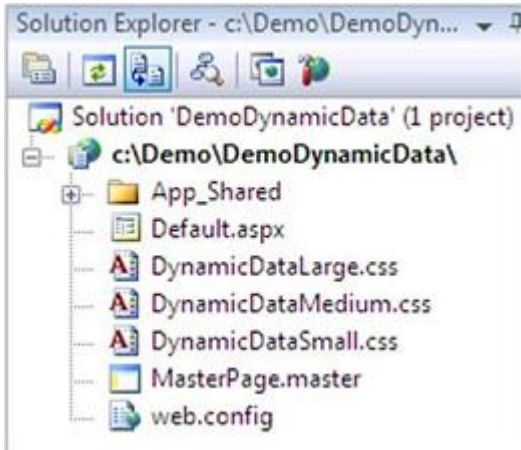 Solution Explorer - c:\Demo\DemoDyn...
Solution 'DemoDynamicData' (1 project)
c:\Demo\DemoDynamicData\
App_Shared
Default.aspx
DynamicDataLarge.css
DynamicDataMedium.css
DynamicDataSmall.css
MasterPage.master
web.config